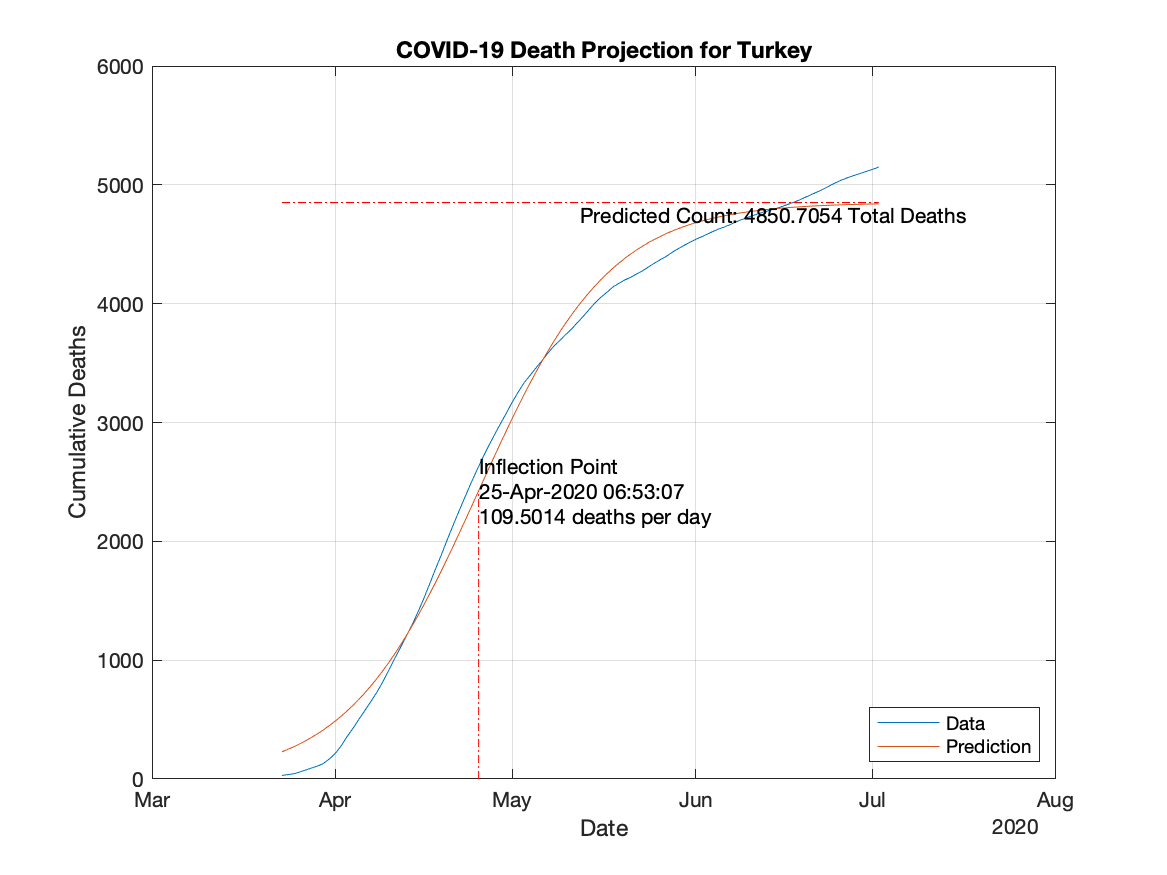 COVID-19 Death Projection for Turkey
6000
5000
4000
3000
2000
1000
0
Cumulative Deaths
Predicted Count: 4850.7054 Total Deaths
Inflection Point
25-Apr-2020 06:53:07
109.5014 deaths per day
Data
Prediction
Mar Apr May Jun Jul Aug
Date
2020